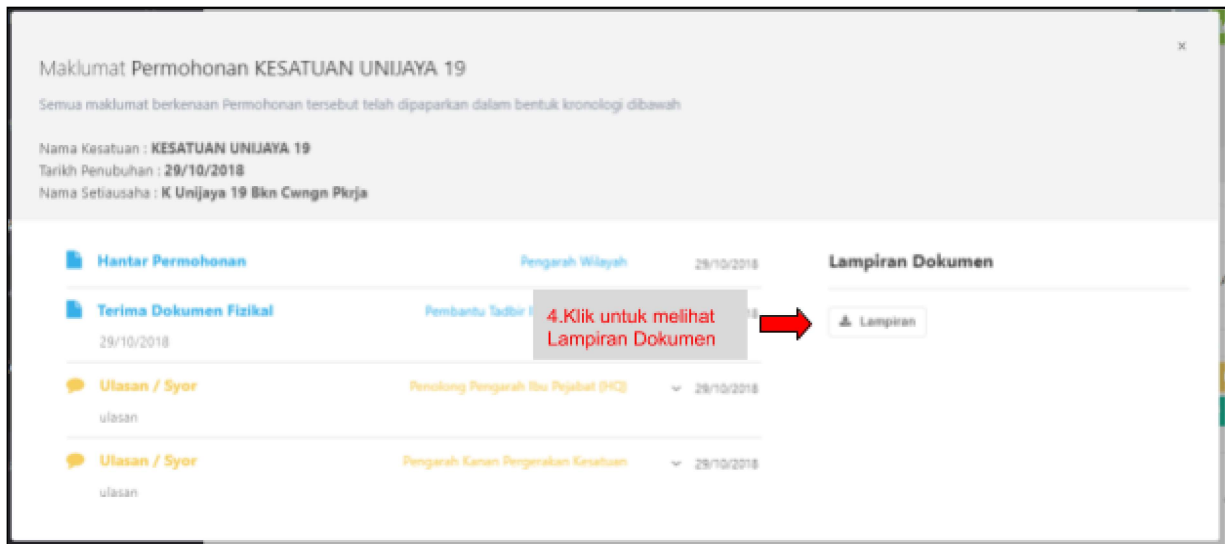 ×
Maklumat Permohonan KESATUAN UNIJAYA 19
Semua maklumat berkenaan Permohonan tersebut telah dipaparkan dalam bentuk kronologi dibawah
Nama Kesatuan : KESATUAN UNIJAYA 19
Tarikh Penubuhan : 29/10/2018
Nama Setiausaha : K Unijaya 19 Bkn Cwngn Pkrja
Hantar Permohonan Pengarah Wilayah 29/10/2018
Terima Dokumen Fizikal Pembantu Tadbir
29/10/2018
Ulasan / Syor Penolong Pengarah Ibu Pejabat (HQ) 29/10/2018
ulasan
Ulasan / Syor Pengarah Kanan Pergerakan Kesatuan 29/10/2018
ulasan
4.Klik untuk melihat
Lampiran Dokumen
Lampiran Dokumen
Lampiran